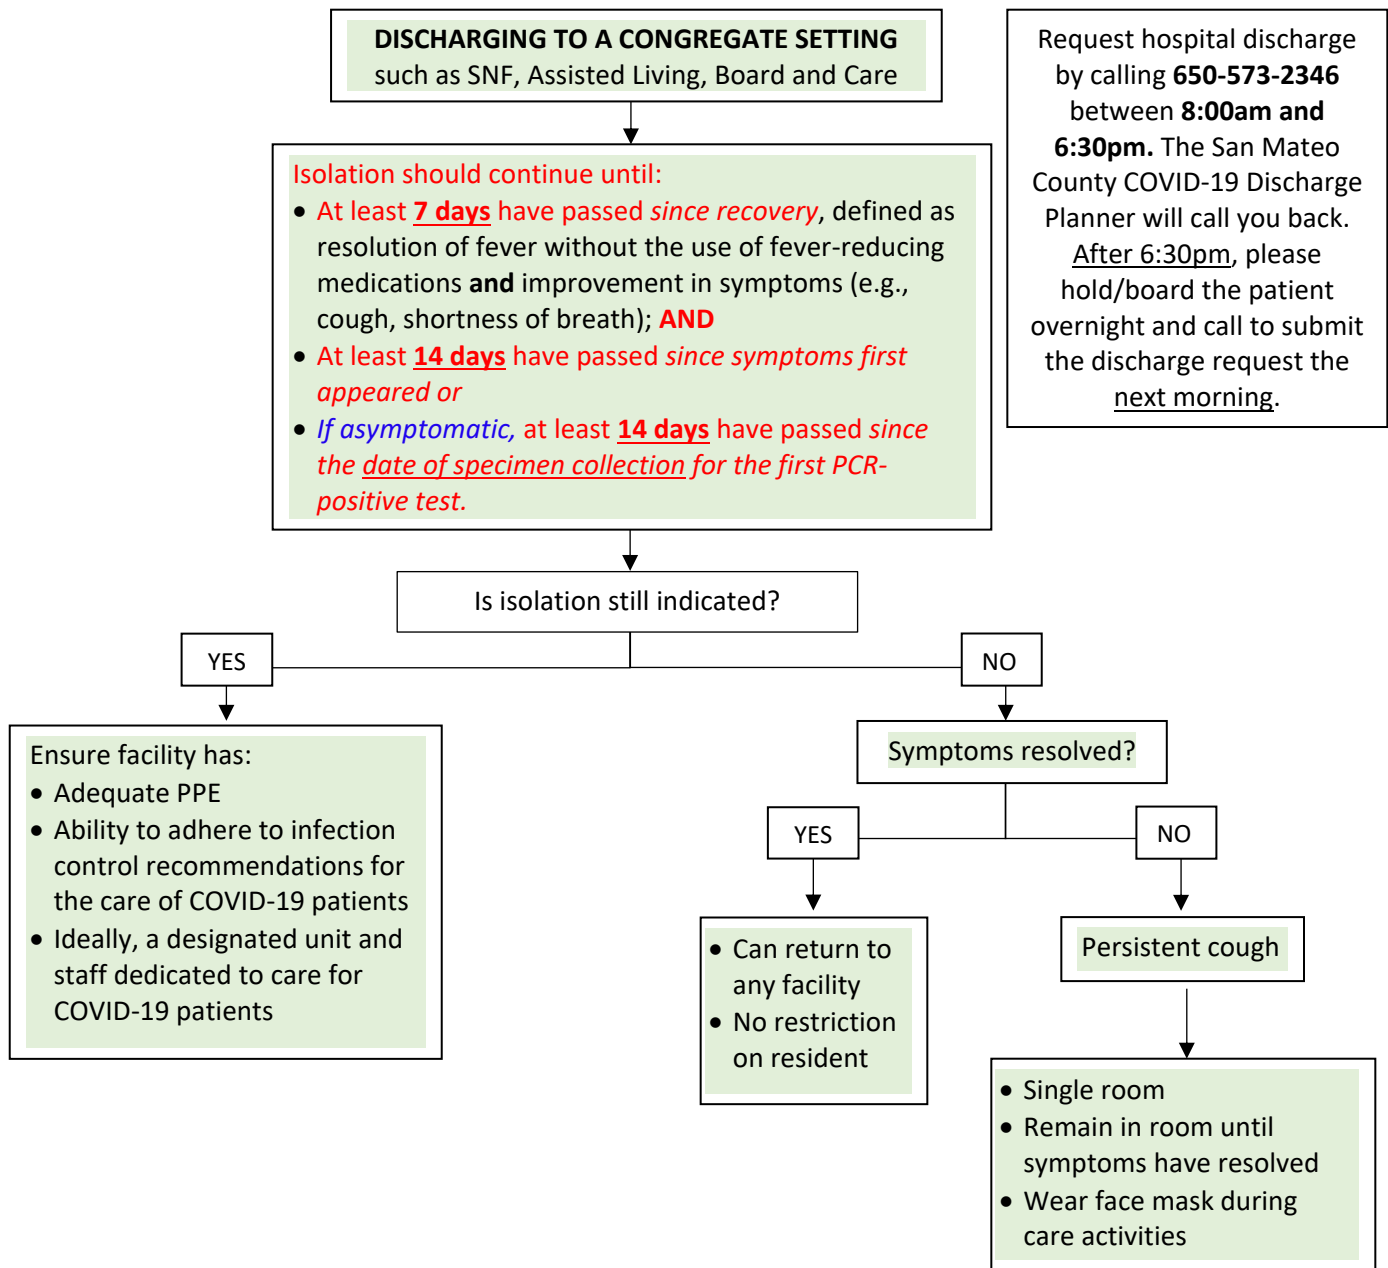 DISCHARGING TO A CONGREGATE SETTING
such as SNF, Assisted Living, Board and Care
Request hospital discharge
by calling 650-573-2346
between 8:00am and
6:30pm. The San Mateo
County COVID-19 Discharge
Planner will call you back.
After 6:30pm, please
hold/board the patient
overnight and call to submit
the discharge request the
next morning.
Isolation should continue until:
• At least 7 days have passed since recovery, defined as
resolution of fever without the use of fever-reducing
medications and improvement in symptoms (e.g.,
cough, shortness of breath); AND
• At least 14 days have passed since symptoms first
appeared or
• If asymptomatic, at least 14 days have passed since
the date of specimen collection for the first PCR-
positive test.
Is isolation still indicated?
YES
NO
Ensure facility has:
• Adequate PPE
• Ability to adhere to infection
control recommendations for
the care of COVID-19 patients
• Ideally, a designated unit and
staff dedicated to care for
COVID-19 patients
Symptoms resolved?
YES
NO
• Can return to
any facility
• No restriction
on resident
Persistent cough
• Single room
• Remain in room until
symptoms have resolved
• Wear face mask during
care activities